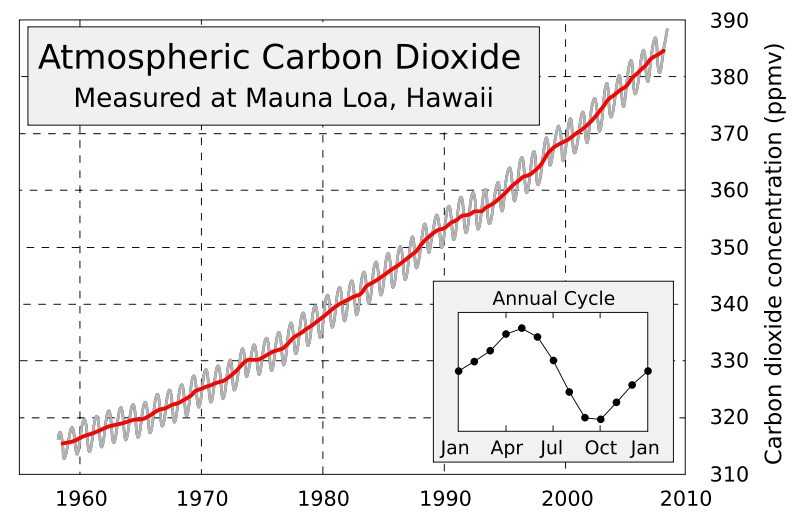 Atmospheric Carbon Dioxide
Measured at Mauna Loa, Hawaii
390
380
370
360
350
340
330
320
310
Carbon dioxide concentration (ppmv)
Annual Cycle
Jan Apr Jul Oct Jan
1960 1970 1980 1990 2000 2010